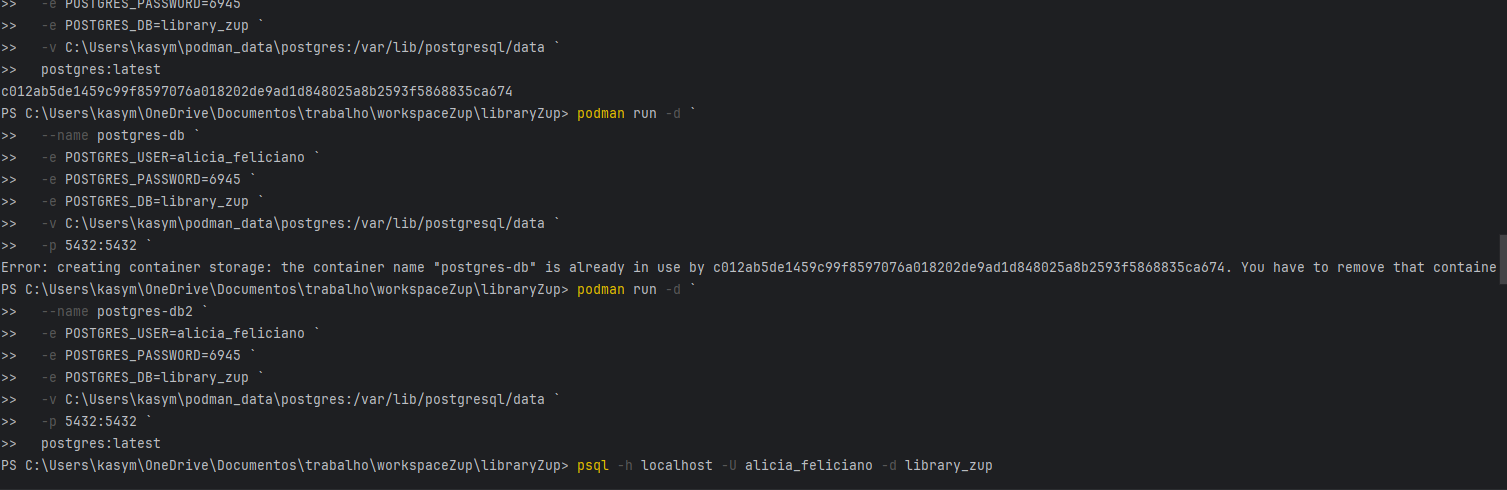 >>   -e POSTGRES_PASSWORD=6945
>>   -e POSTGRES_DB=library_zup `
>>   -v C:\Users\kasym\podman_data\postgres:/var/lib/postgresql/data `
>>   postgres:latest
c012ab5de1459c99f8597076a018202de9ad1d848025a8b2593f5868835ca674
PS C:\Users\kasym\OneDrive\Documentos\trabalho\workspaceZup\libraryZup> podman run -d `
>>   --name postgres-db `
>>   -e POSTGRES_USER=alicia_feliciano `
>>   -e POSTGRES_PASSWORD=6945 `
>>   -e POSTGRES_DB=library_zup `
>>   -v C:\Users\kasym\podman_data\postgres:/var/lib/postgresql/data `
>>   -p 5432:5432 `
Error: creating container storage: the container name "postgres-db" is already in use by c012ab5de1459c99f8597076a018202de9ad1d848025a8b2593f5868835ca674. You have to remove that containe
PS C:\Users\kasym\OneDrive\Documentos\trabalho\workspaceZup\libraryZup> podman run -d `
>>   --name postgres-db2 `
>>   -e POSTGRES_USER=alicia_feliciano `
>>   -e POSTGRES_PASSWORD=6945 `
>>   -e POSTGRES_DB=library_zup `
>>   -v C:\Users\kasym\podman_data\postgres:/var/lib/postgresql/data `
>>   -p 5432:5432 `
>>   postgres:latest
PS C:\Users\kasym\OneDrive\Documentos\trabalho\workspaceZup\libraryZup> psql -h localhost -U alicia_feliciano -d library_zup